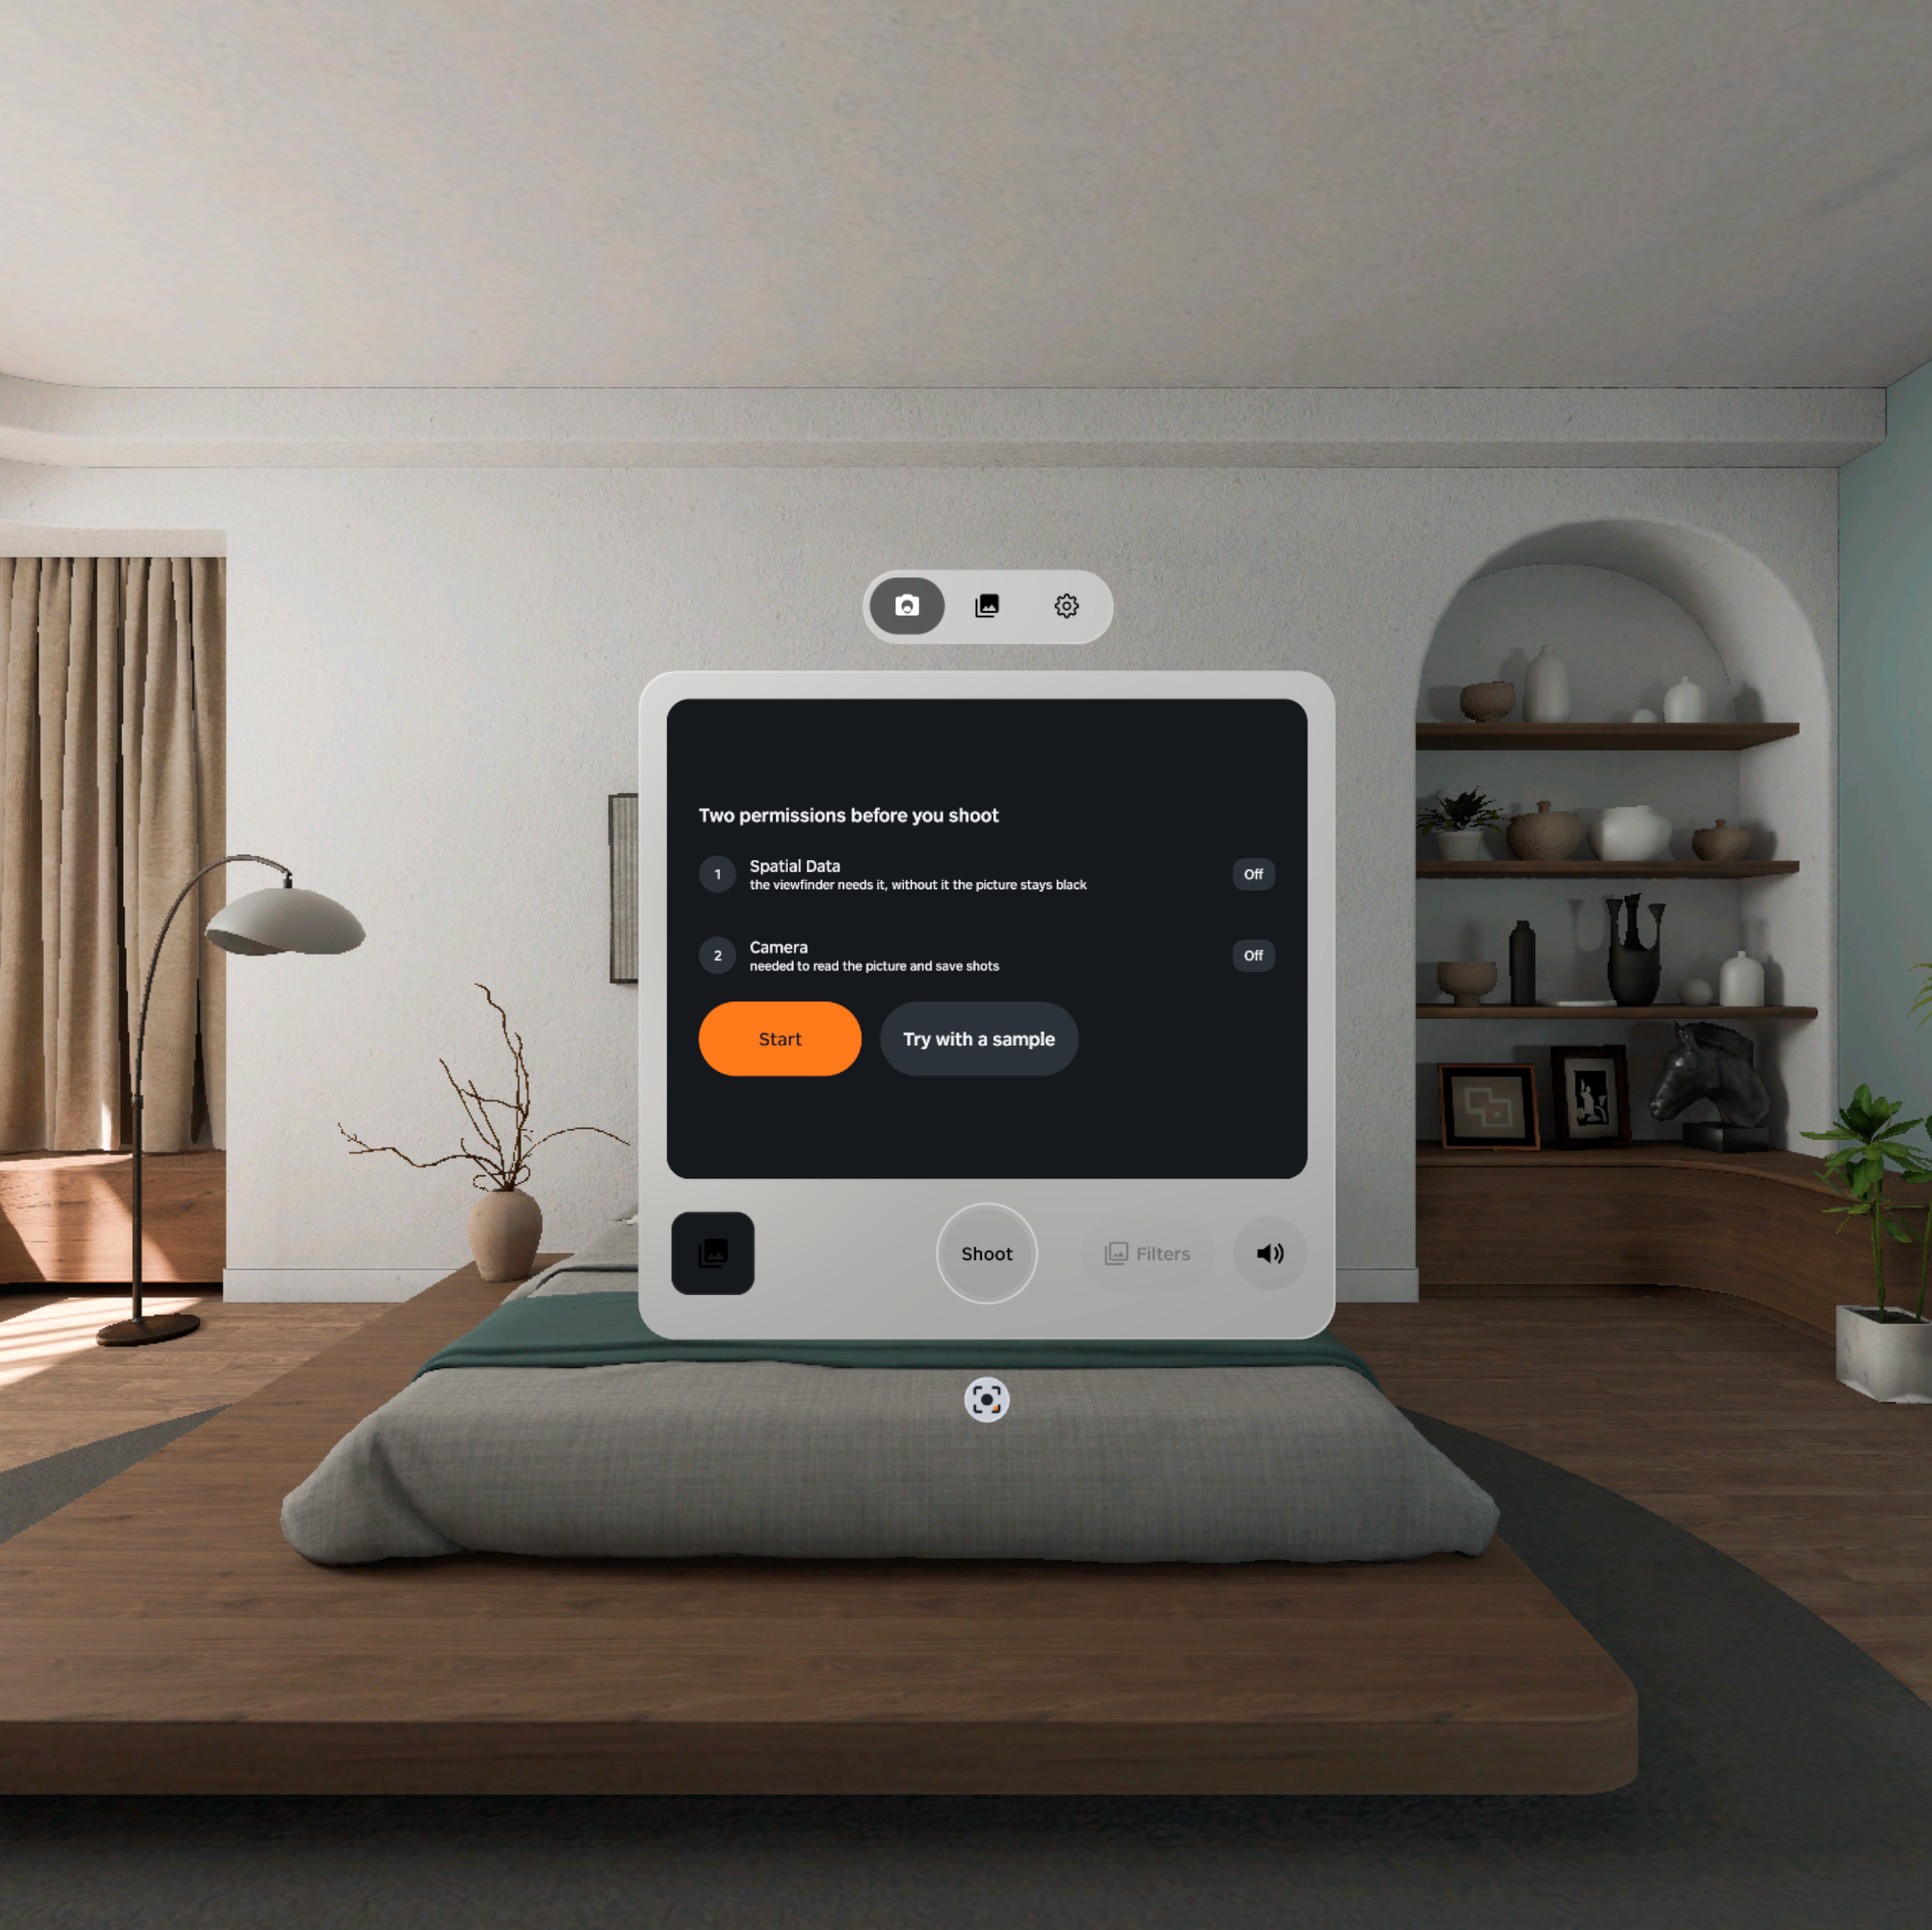 Two permissions before you shoot
1
Spatial Data
the viewfinder needs it, without it the picture stays black
Off
2
Camera
needed to read the picture and save shots
Off
Start
Try with a sample
Shoot
Filters